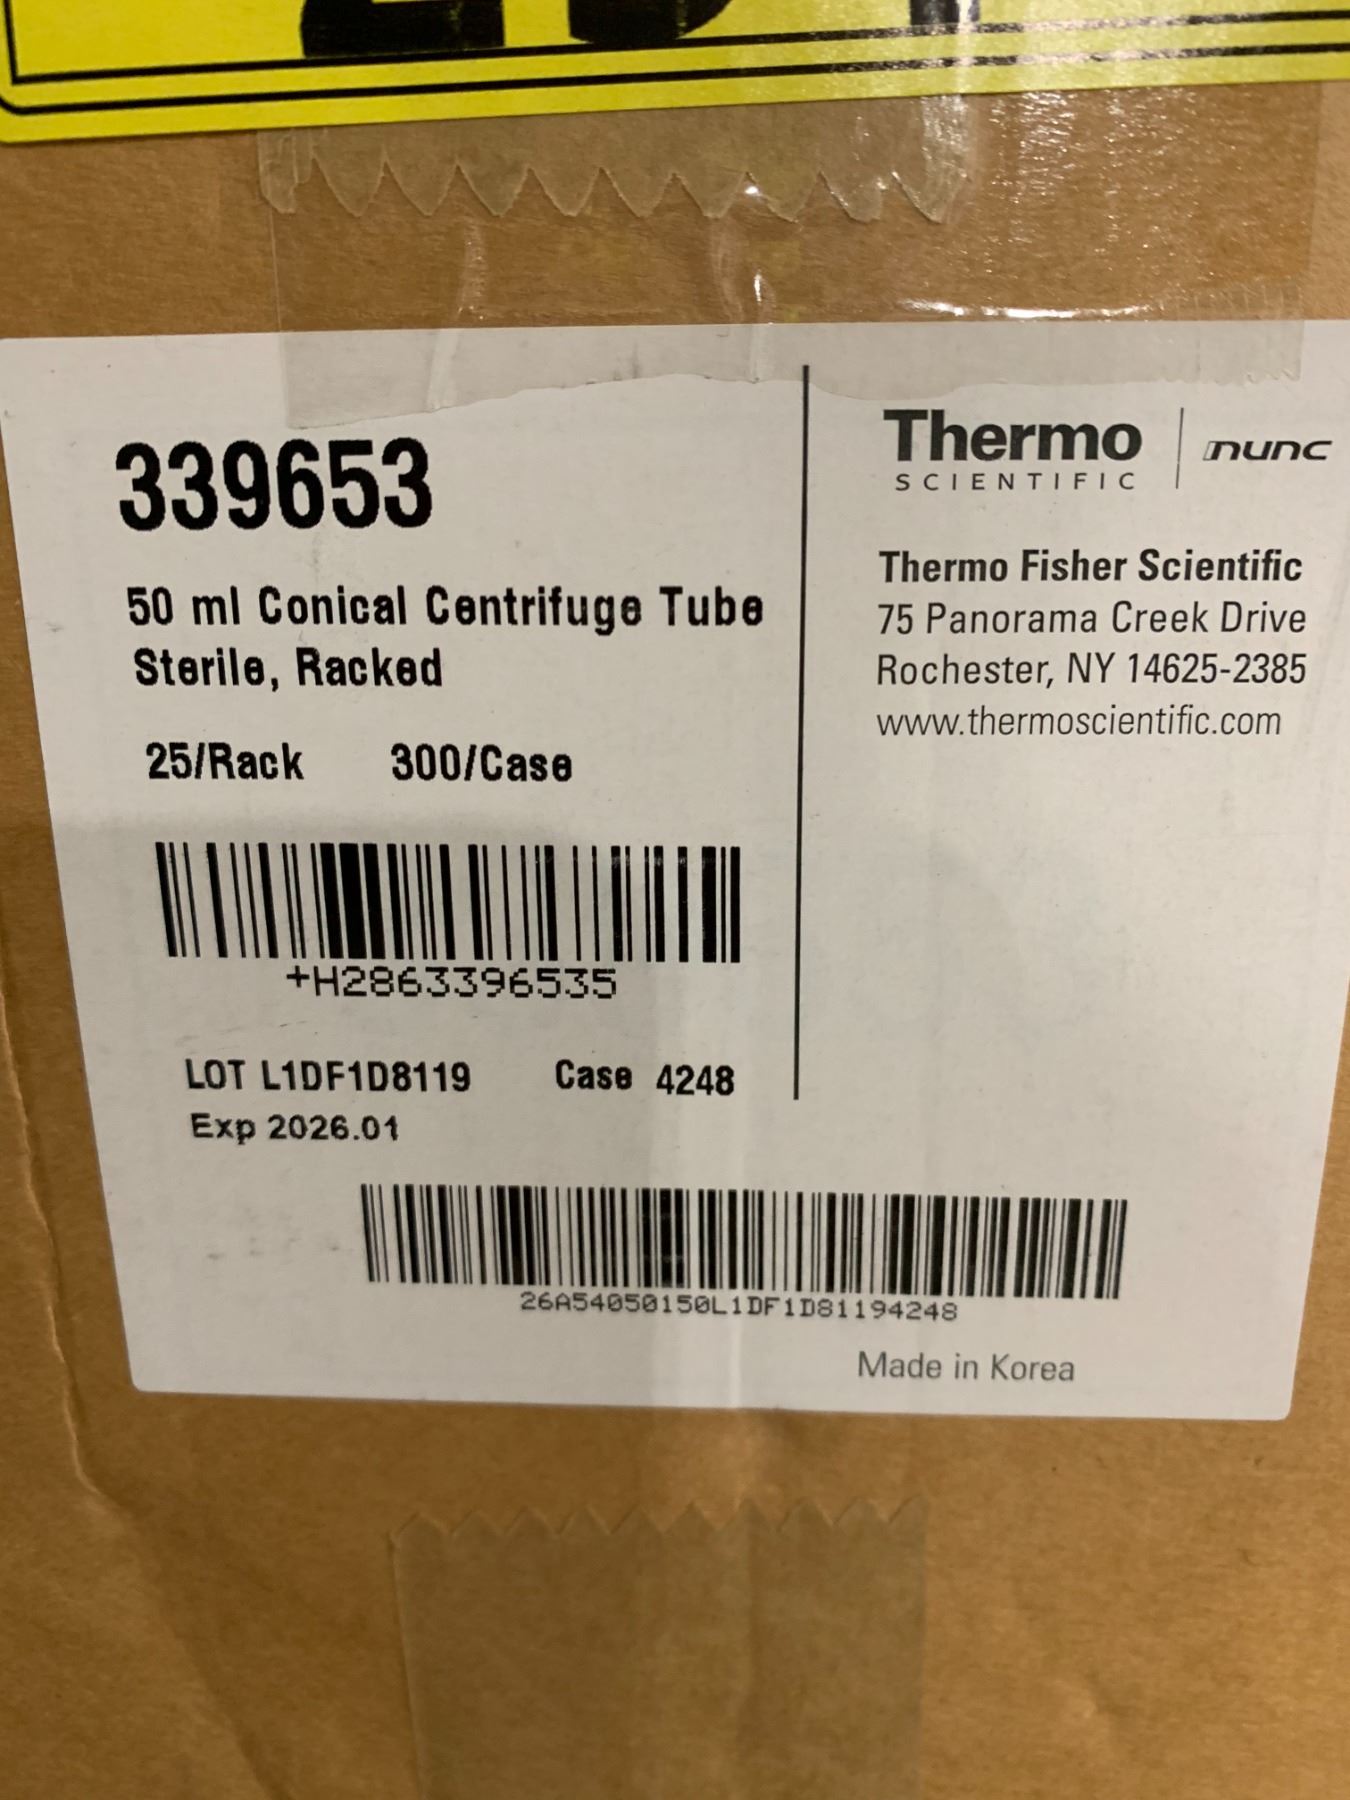 339653
50 ml Conical Centrifuge Tube
Sterile, Racked
25/Rack 300/Case
+H2863396535
LOT L1DF1D8119 Case 4248
Exp 2026.01
Thermo
SCIENTIFIC
nunc
Thermo Fisher Scientific
75 Panorama Creek Drive
Rochester, NY 14625-2385
www.thermoscientific.com
26A54050150L1DF1D81194248
Made in Korea